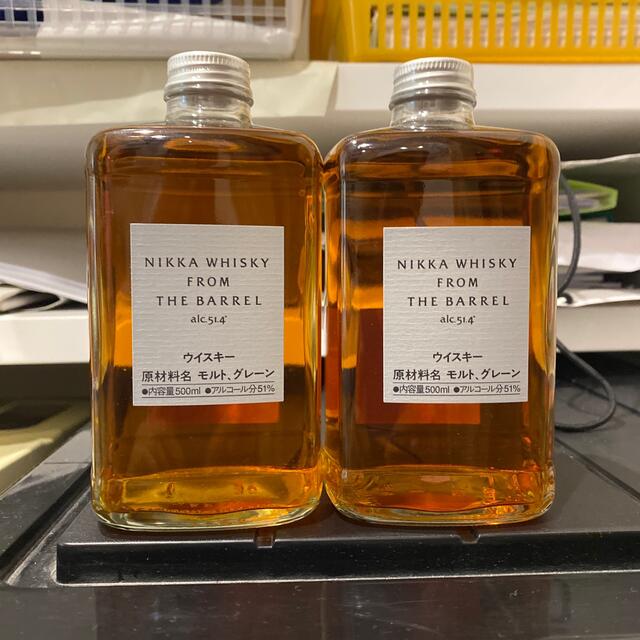 NIKKA WHISKY
FROM
THE BARREL
alc.51.4°
ウイスキー
原材料名 モルト、グレーン
●内容量500ml ●アルコール分51%
NIKKA WHISKY
FROM
THE BARREL
alc.51.4°
ウイスキー
原材料名 モルト、グレーン
●内容量500ml ●アルコール分51%